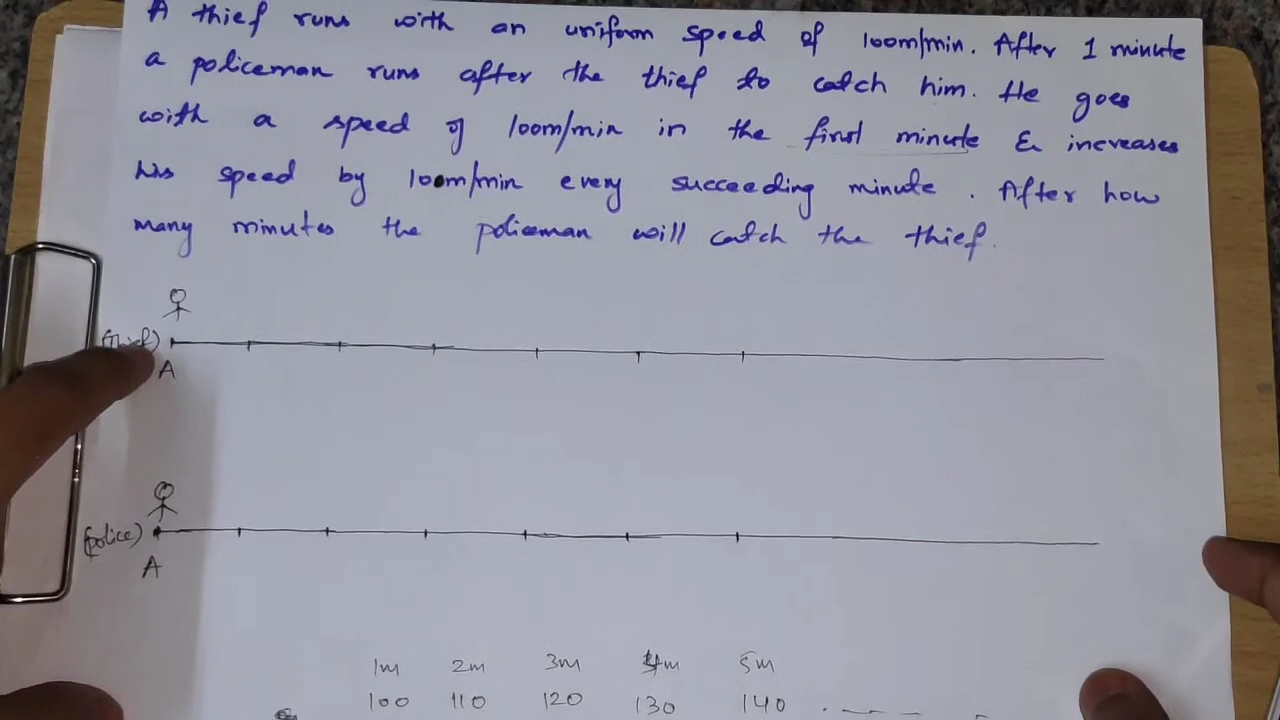 A thief runs with an uniform speed of 100m/min. After 1 minute
a policeman runs after the thief to catch him. He goes
with a speed of 100m/min in the first minute & increases
his speed by 100m/min every succeeding minute. After how
many minutes the policeman will catch the thief.
(thief)
A
(police)
A
1m 2m 3m 4m 5m
100 110 120 130 140